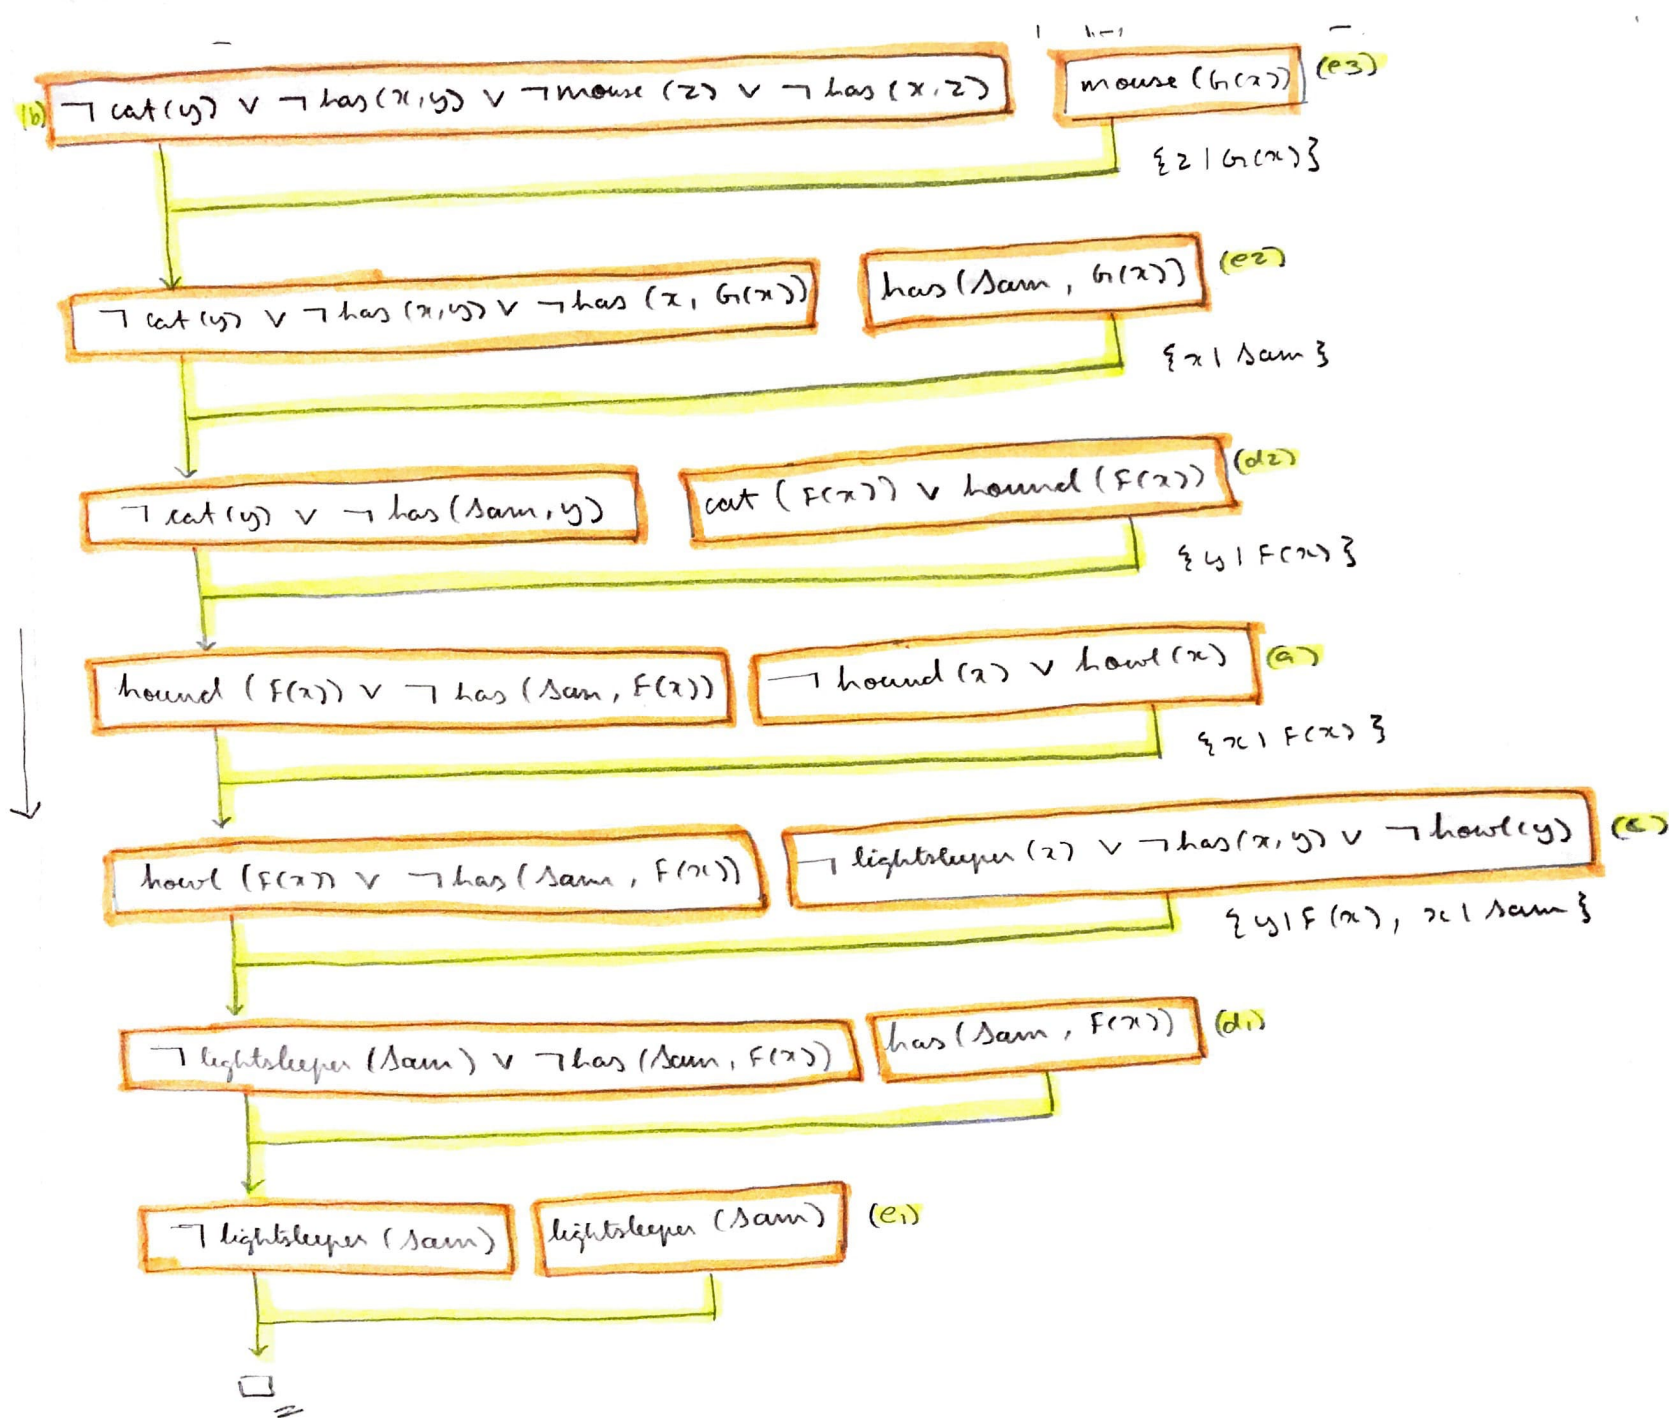 (b) ¬ cat(y) ∨ ¬ has(x,y) ∨ ¬ mouse (z) ∨ ¬ has (x,z) mouse (G(x)) (e3)
{z | G(x)}
¬ cat (y) ∨ ¬ has (x,y) ∨ ¬ has (x, G(x)) has (Sam, G(x)) (e2)
{x | Sam}
¬ cat(y) ∨ ¬ has (Sam, y) cat (F(x)) ∨ hound (F(x)) (d2)
{y | F(x)}
hound (F(x)) ∨ ¬ has (Sam, F(x)) ¬ hound (x) ∨ howl (x) (a)
{x | F(x)}
howl (F(x)) ∨ ¬ has (Sam, F(x)) ¬ lightsleeper (x) ∨ ¬ has(x,y) ∨ ¬ howl(y) (c)
{y | F(x), x | Sam}
¬ lightsleeper (Sam) ∨ ¬ has (Sam, F(x)) has (Sam, F(x)) (d1)
¬ lightsleeper (Sam) lightsleeper (Sam) (e1)